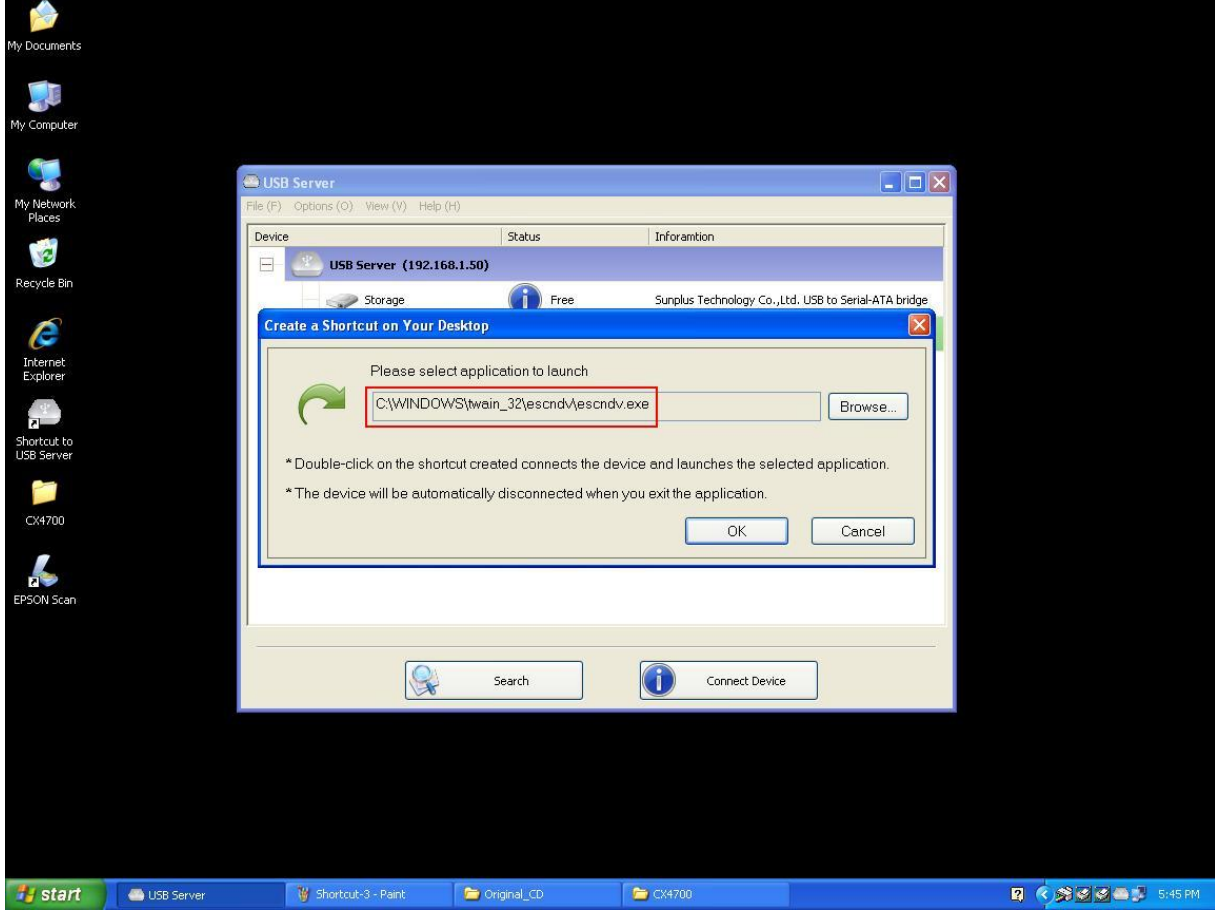 My Documents
My Computer
My Network
Places
Recycle Bin
Internet
Explorer
Shortcut to
USB Server
CX4700
EPSON Scan
USB Server
File (F) Options (O) View (V) Help (H)
Device Status Inforamtion
USB Server (192.168.1.50)
Storage Free Sunplus Technology Co.,Ltd. USB to Serial-ATA bridge
Create a Shortcut on Your Desktop
Please select application to launch
C:\WINDOWS\twain_32\escndv\escndv.exe
Browse...
* Double-click on the shortcut created connects the device and launches the selected application.
* The device will be automatically disconnected when you exit the application.
OK Cancel
Search Connect Device
start USB Server Shortcut-3 - Paint Original_CD CX4700 5:45 PM